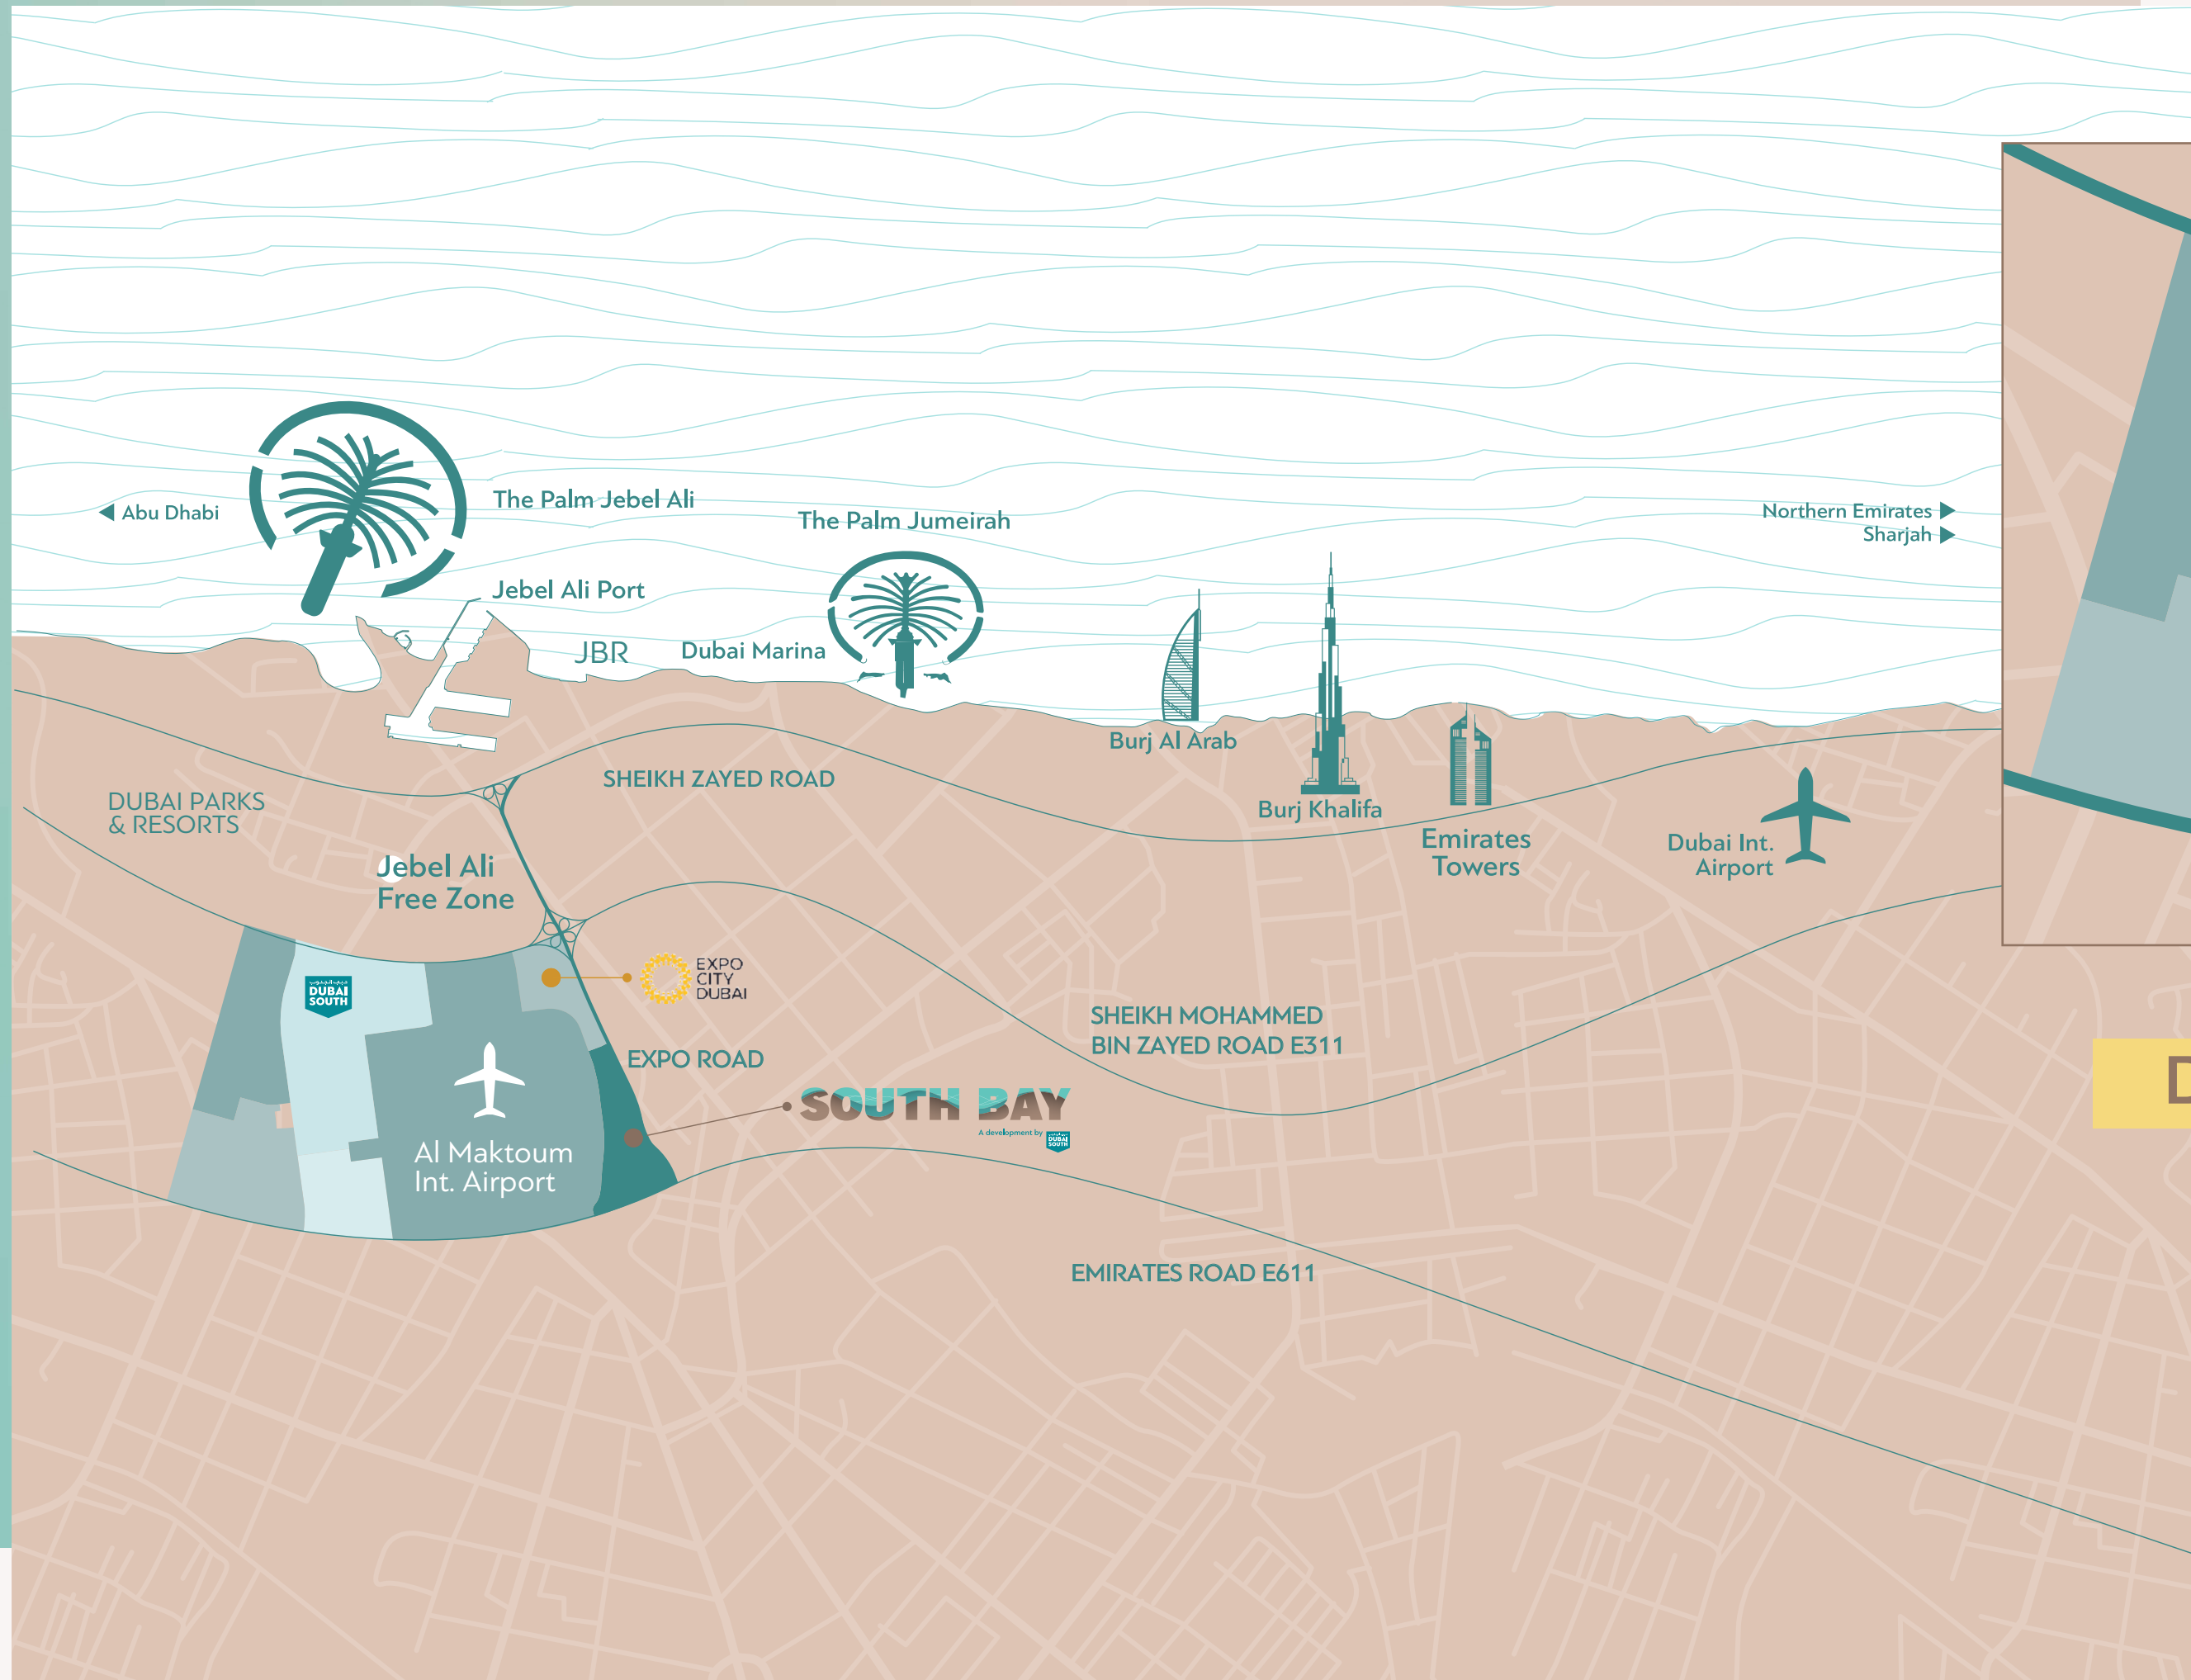 The Palm Jebel Ali
Abu Dhabi
The Palm Jumeirah
Northern Emirates
Sharjah
Jebel Ali Port
JBR
Dubai Marina
Burj Al Arab
SHEIKH ZAYED ROAD
DUBAI PARKS
& RESORTS
Burj Khalifa
Emirates
Towers
Dubai Int.
Airport
Jebel Ali
Free Zone
EXPO
CITY
DUBAI
DUBAI
SOUTH
SHEIKH MOHAMMED
BIN ZAYED ROAD E311
EXPO ROAD
D
SOUTH BAY
A development by
DUBAI
SOUTH
Al Maktoum
Int. Airport
EMIRATES ROAD E611